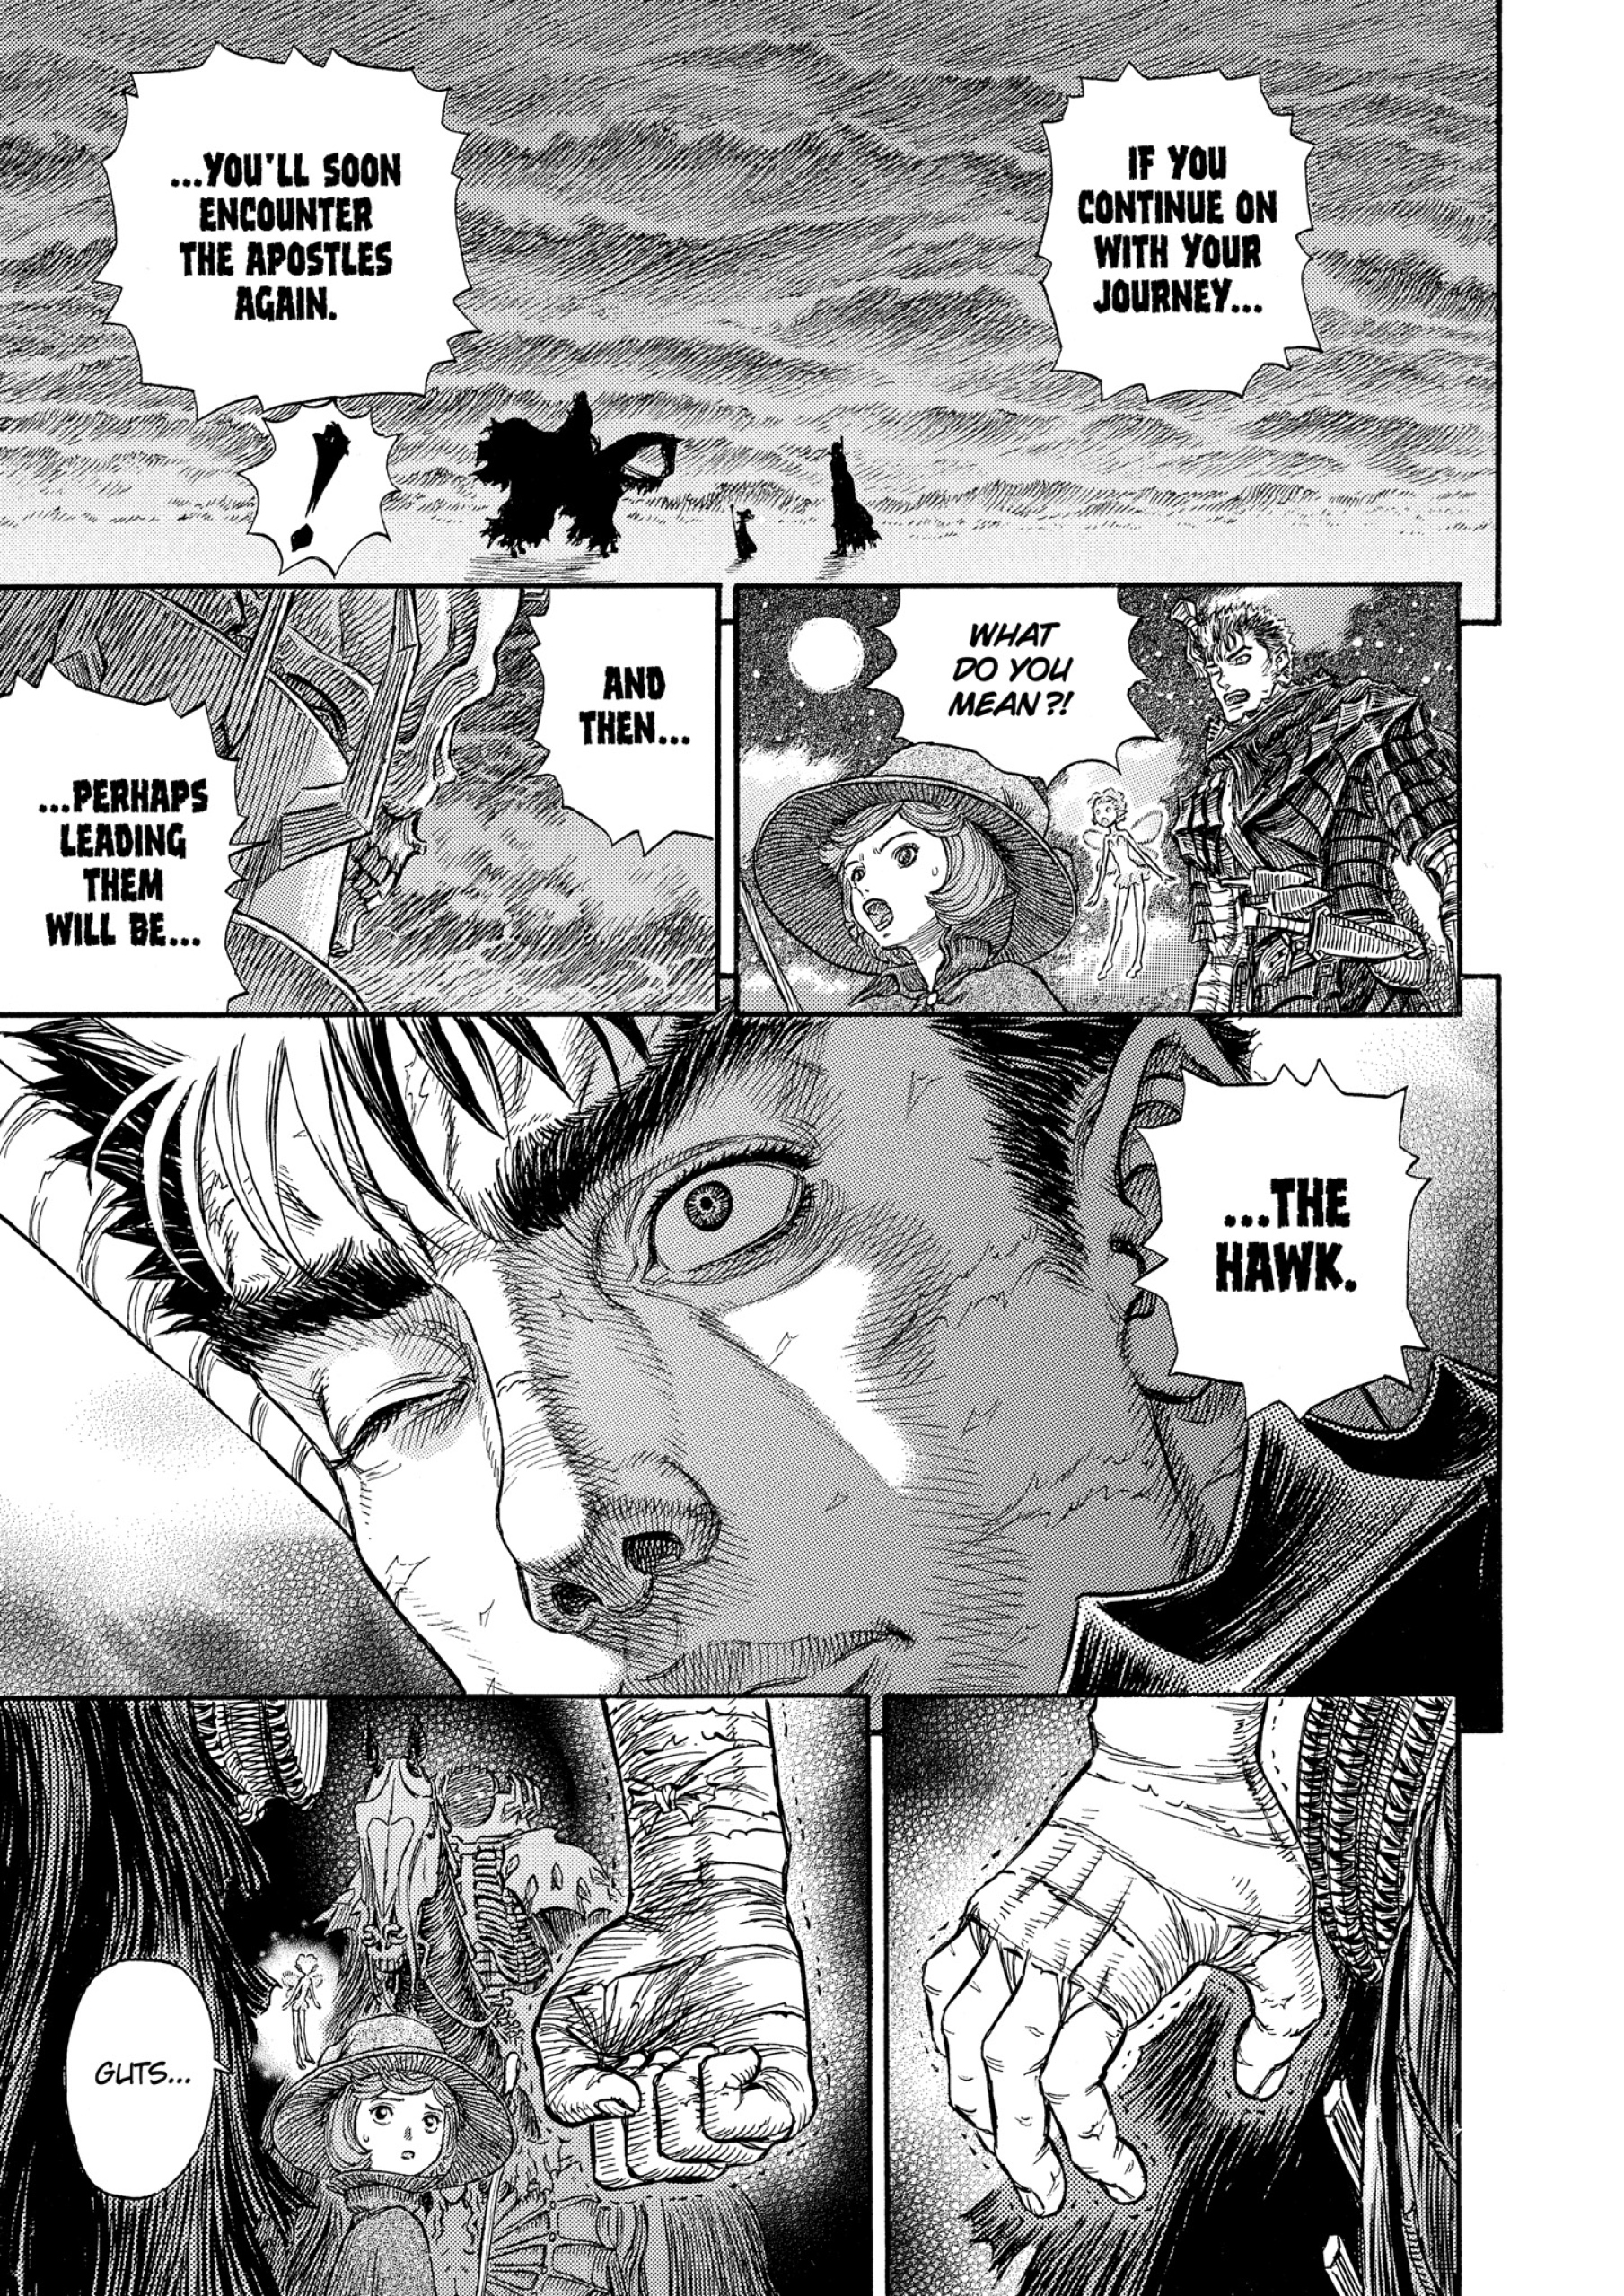 IF YOU
CONTINUE ON
WITH YOUR
JOURNEY...
...YOU'LL SOON
ENCOUNTER
THE APOSTLES
AGAIN.
!
WHAT
DO YOU
MEAN?!
AND
THEN...
...PERHAPS
LEADING
THEM
WILL BE...
...THE
HAWK.
GUTS...